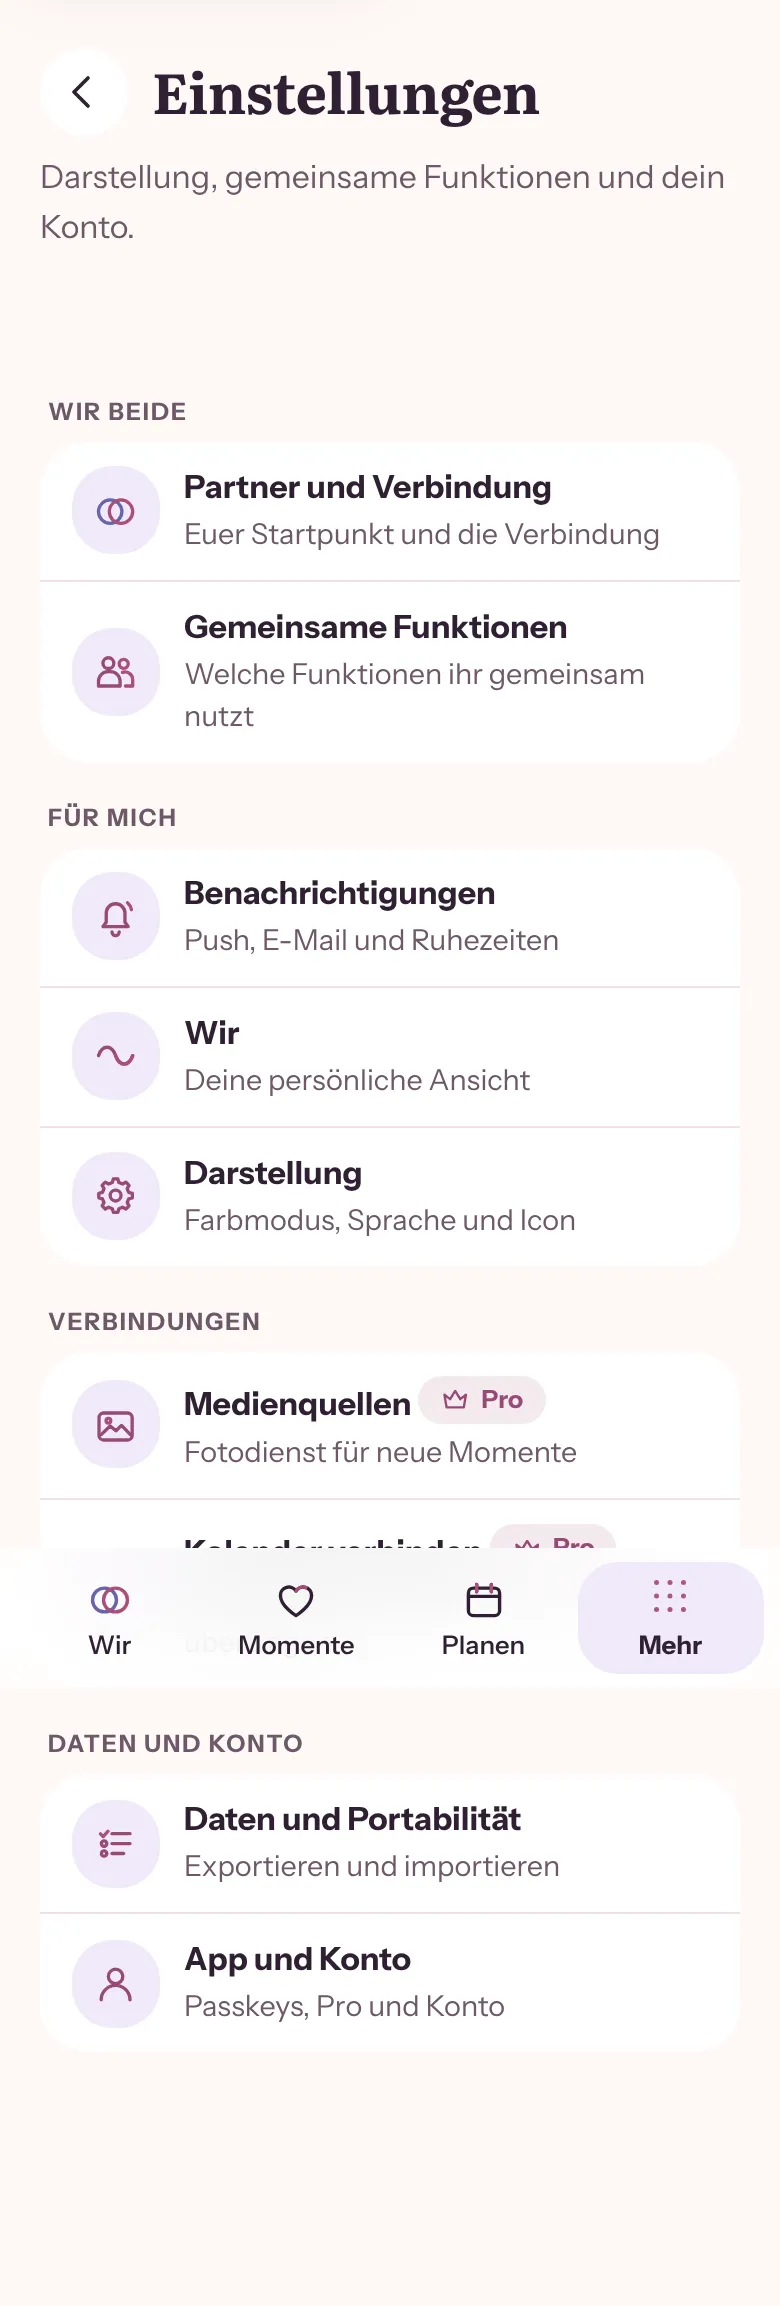 Einstellungen
Darstellung, gemeinsame Funktionen und dein
Konto.
WIR BEIDE
Partner und Verbindung
Euer Startpunkt und die Verbindung
Gemeinsame Funktionen
Welche Funktionen ihr gemeinsam
nutzt
FÜR MICH
Benachrichtigungen
Push, E-Mail und Ruhezeiten
Wir
Deine persönliche Ansicht
Darstellung
Farbmodus, Sprache und Icon
VERBINDUNGEN
Medienquellen Pro
Fotodienst für neue Momente
Kalender verbinden Pro
Wir Momente Planen Mehr
DATEN UND KONTO
Daten und Portabilität
Exportieren und importieren
App und Konto
Passkeys, Pro und Konto